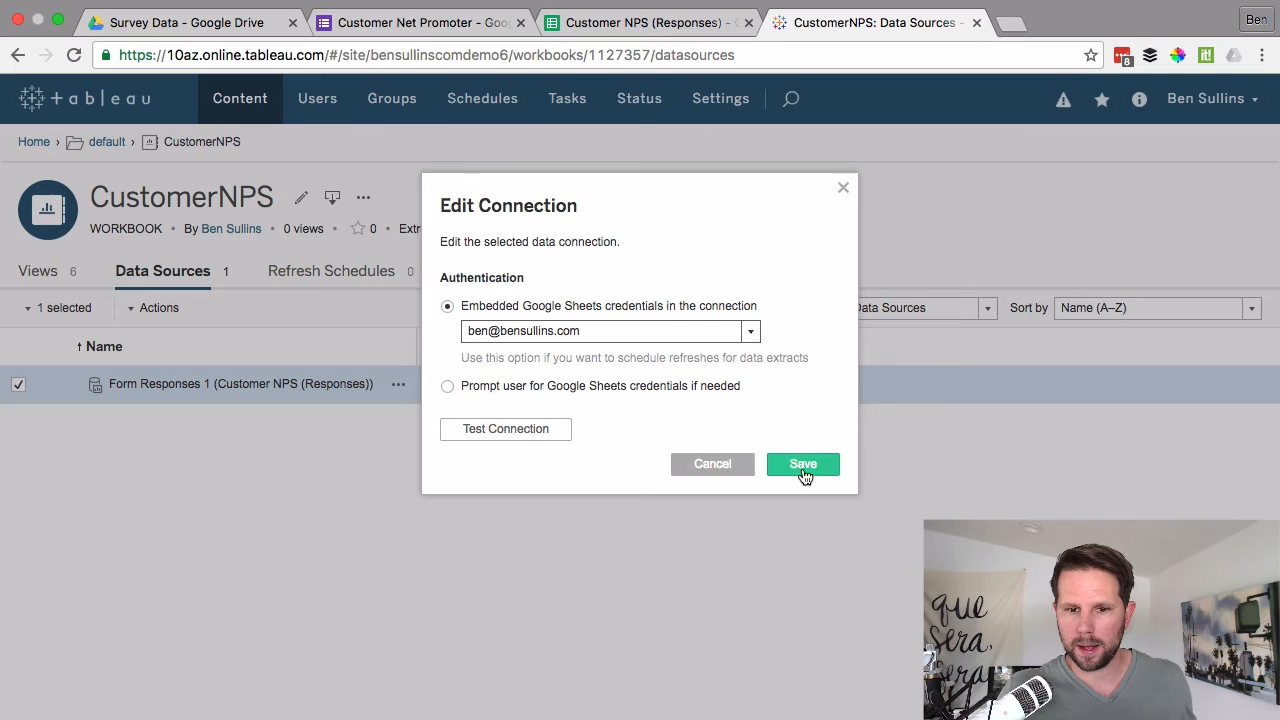 Survey Data - Google Drive
Customer Net Promoter - Goo
Customer NPS (Responses) - G
CustomerNPS: Data Sources -
Ben
https://10az.online.tableau.com/#/site/bensullinscomdemo6/workbooks/1127357/datasources
8
it!
+ableau
Content
Users
Groups
Schedules
Tasks
Status
Settings
Ben Sullins
Home › default › CustomerNPS
CustomerNPS
WORKBOOK • By Ben Sullins • 0 views • 0 Extr
Views 6
Data Sources 1
Refresh Schedules 0
1 selected
Actions
Data Sources
Sort by
Name (A–Z)
↑ Name
Form Responses 1 (Customer NPS (Responses))
Edit Connection
Edit the selected data connection.
Authentication
Embedded Google Sheets credentials in the connection
ben@bensullins.com
Use this option if you want to schedule refreshes for data extracts
Prompt user for Google Sheets credentials if needed
Test Connection
Cancel
Save
que
sera,
sera